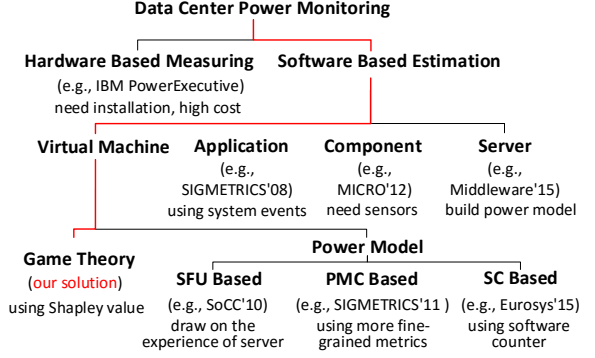 Data Center Power Monitoring
Hardware Based Measuring
(e.g., IBM PowerExecutive)
need installation, high cost
Software Based Estimation
Virtual Machine
Application
(e.g.,
SIGMETRICS'08)
using system events
Component
(e.g.,
MICRO'12)
need sensors
Server
(e.g.,
Middleware'15)
build power model
Game Theory
(our solution)
using Shapley value
Power Model
SFU Based
(e.g., SoCC'10)
draw on the
experience of server
PMC Based
(e.g., SIGMETRICS'11 )
using more fine-
grained metrics
SC Based
(e.g., Eurosys'15)
using software
counter